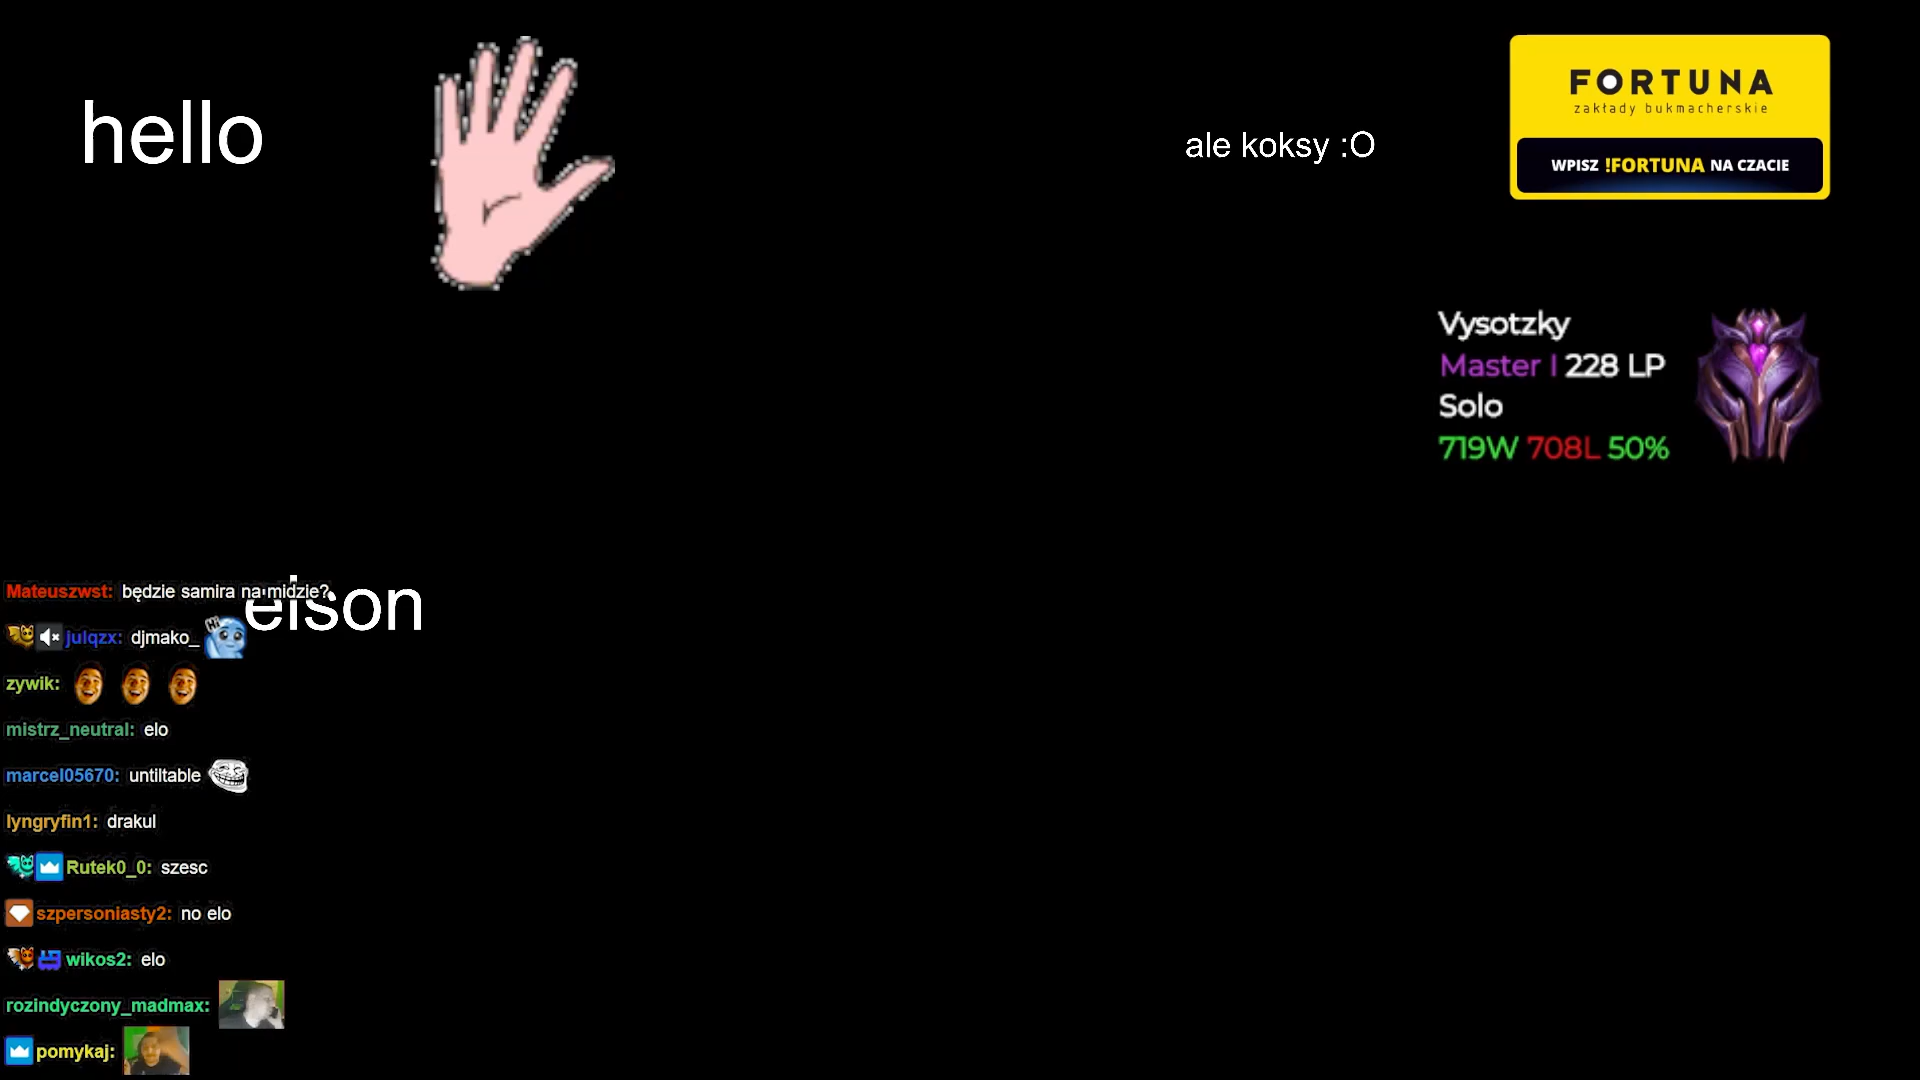 hello
ale koksy :O
FORTUNA
zakłady bukmacherskie
WPISZ !FORTUNA NA CZACIE
Vysotzky
Master I 228 LP
Solo
719W 708L 50%
eison
Mateuszwst: będzie samira na midzie?
julqzx: djmako_ Hi
zywik:
mistrz_neutral: elo
marcel05670: untiltable
lyngryfin1: drakul
Rutek0_0: szesc
szpersoniasty2: no elo
wikos2: elo
rozindyczony_madmax:
pomykaj: